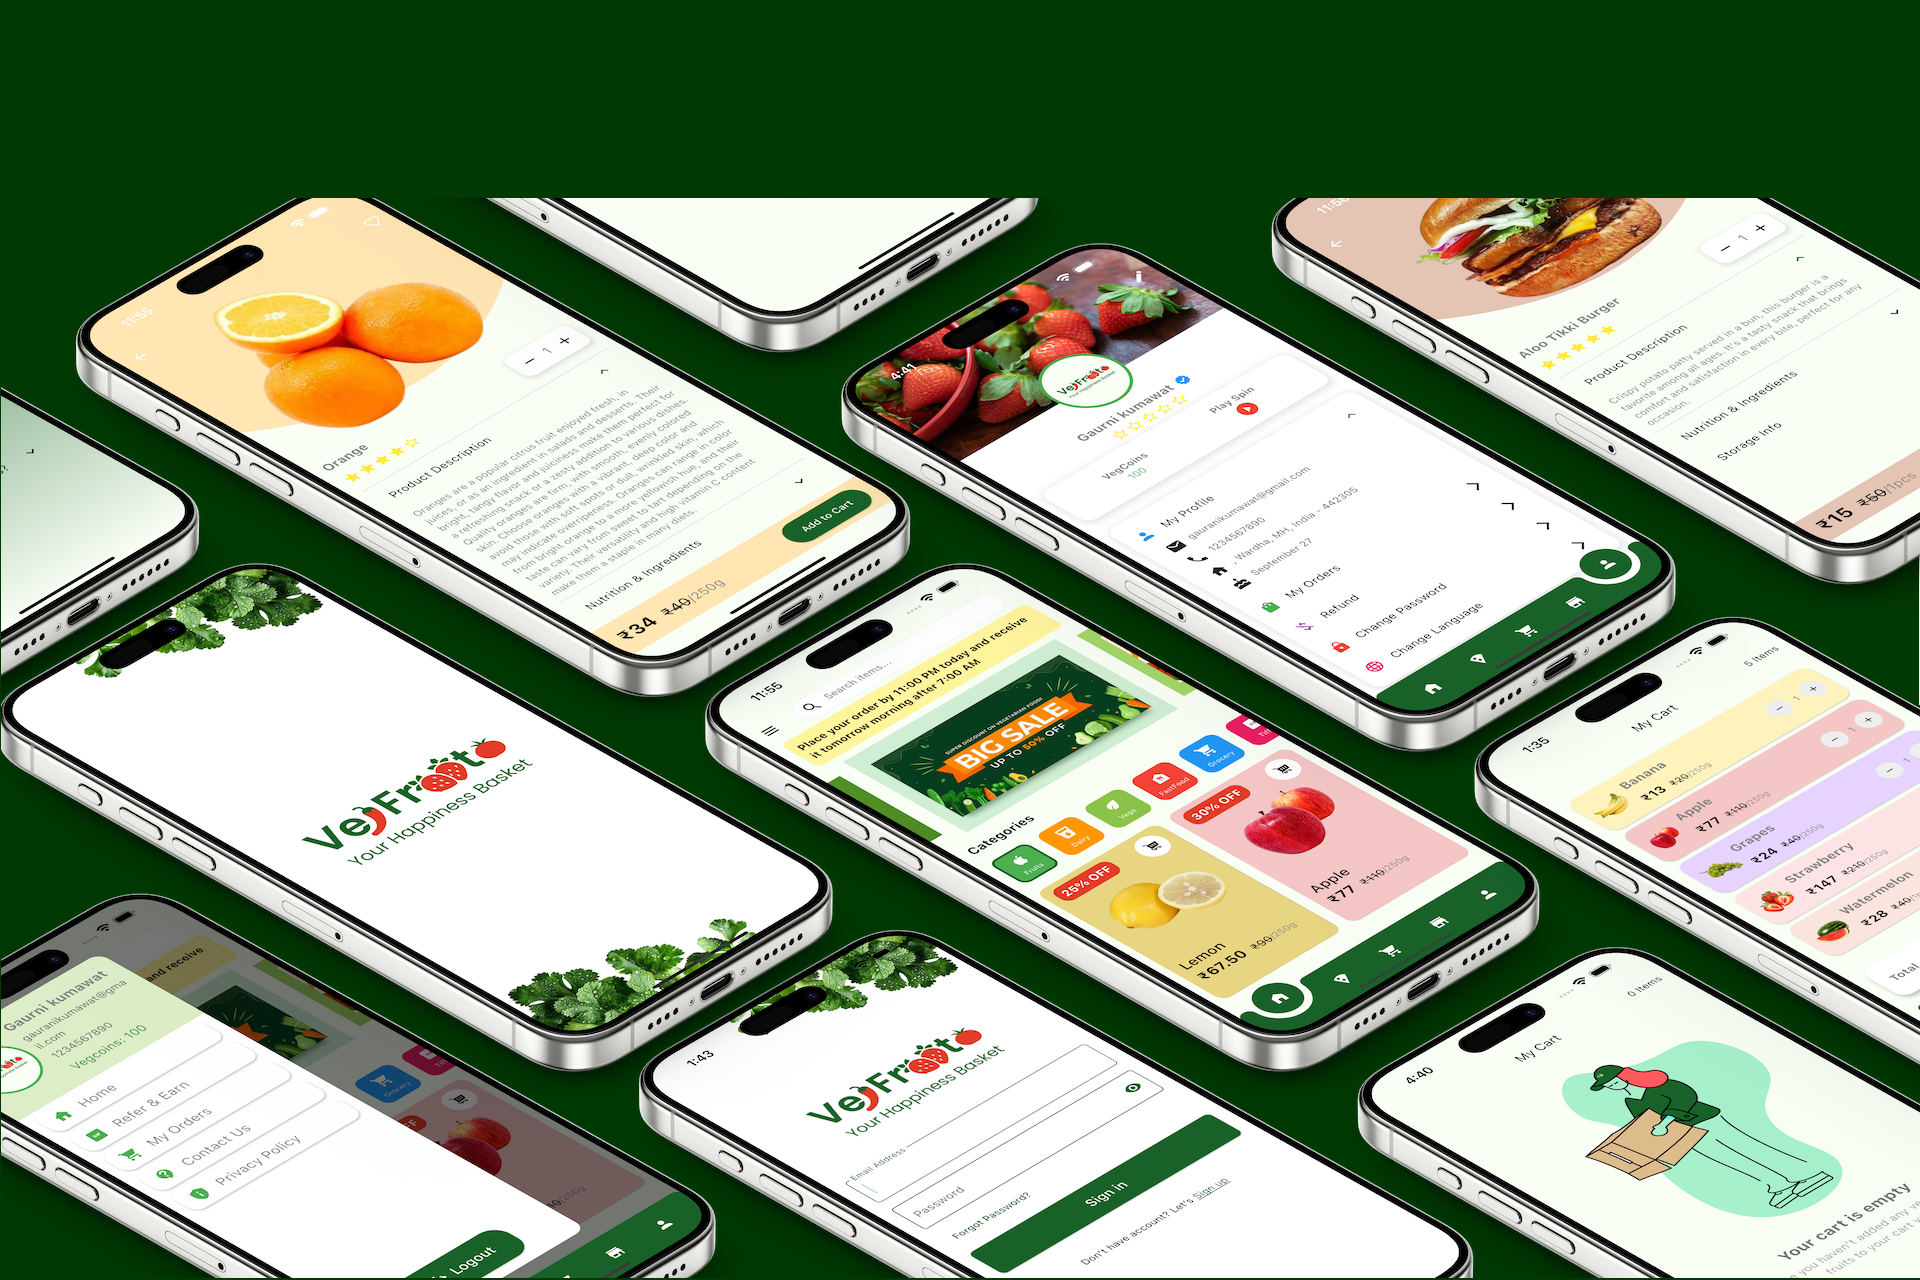 11:55
Orange
1
Product Description
Oranges are a popular citrus fruit enjoyed fresh, in
juices, or as an ingredient in salads and desserts. Their
bright, tangy flavor and juiciness make them perfect for
a refreshing snack or a zesty addition to various dishes.
Quality oranges are firm, with smooth, evenly colored
skin. Choose oranges with a vibrant, deep color and
avoid those with soft spots or dull, wrinkled skin, which
may indicate overripeness. Oranges can range in color
from a bright orange to a more yellowish hue, and their
taste can vary from sweet to tart depending on the
variety. Their versatility and high vitamin C content
make them a staple in many diets.
Nutrition & Ingredients
₹34 ₹40/250g
Add to Cart
4:41
VegFroots
Gaurni kumawat
VegCoins
100
Play Spin
My Profile
gauranikumawat@gmail.com
1234567890
, Wardha, MH, India - 442305
September 27
My Orders
Refund
Change Password
Change Language
11:58
Aloo Tikki Burger
1
Product Description
Crispy potato patty served in a bun, this burger is a
favorite among all ages. It's a tasty snack that brings
comfort and satisfaction in every bite, perfect for any
occasion.
Nutrition & Ingredients
Storage Info
₹15 ₹50/1pcs
VegFroots
Your Happiness Basket
11:55
Search items...
Place your order by 11:00 PM today and receive
it tomorrow morning after 7:00 AM
SUPER DISCOUNT ON VEGETARIAN FOOD!
BIG SALE
UP TO 50% OFF
Categories
Fruits
Dairy
Vegs
FastFood
Grocery
25% OFF
Lemon
₹67.50 ₹90/250g
30% OFF
Apple
₹77 ₹110/250g
1:35
My Cart
5 Items
Banana
₹13 ₹20/250g
1
Apple
₹77 ₹110/250g
1
Grapes
₹24 ₹40/250g
1
Strawberry
₹147 ₹210/250g
Watermelon
₹28 ₹40/
Total
Gaurni kumawat
gauranikumawat@gma
il.com
1234567890
Vegcoins: 100
Home
Refer & Earn
My Orders
Contact Us
Privacy Policy
Logout
and receive
Grocery
/250g
1:43
VegFroots
Your Happiness Basket
Email Address
Password
Forgot Password?
Sign in
Don't have account? Let's Sign up
4:40
My Cart
0 Items
Your cart is empty
you haven't added any ve
fruits to your cart